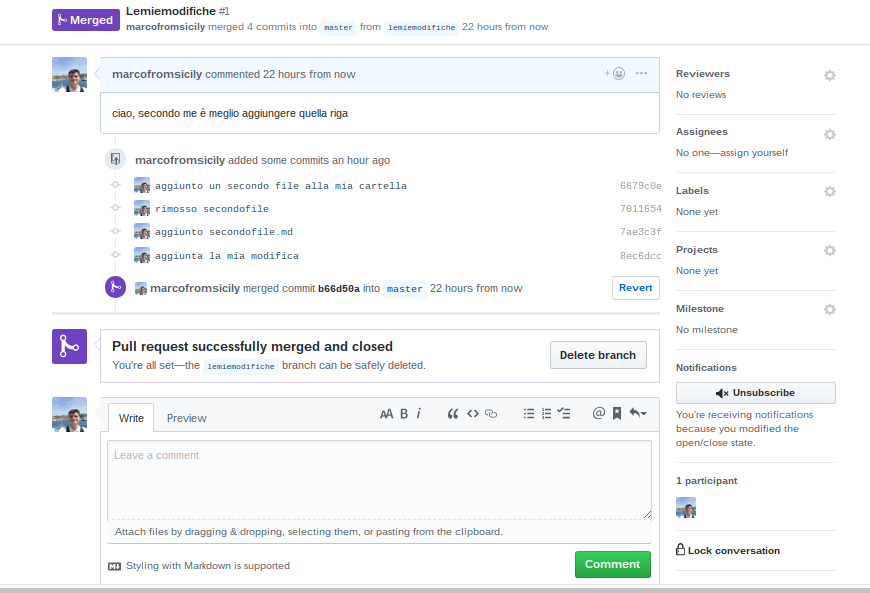 Merged
Lemiemodifiche #1
marcofromsicily merged 4 commits into master from lemiemodifiche 22 hours from now
marcofromsicily commented 22 hours from now
ciao, secondo me è meglio aggiungere quella riga
marcofromsicily added some commits an hour ago
aggiunto un secondo file alla mia cartella 6679c0e
rimosso secondofile 7011654
aggiunto secondofile.md 7ae3c3f
aggiunta la mia modifica 8ec6dcc
marcofromsicily merged commit b66d50a into master 22 hours from now
Revert
Pull request successfully merged and closed
You're all set—the lemiemodifiche branch can be safely deleted.
Delete branch
Write Preview
AA B i
Leave a comment
Attach files by dragging & dropping, selecting them, or pasting from the clipboard.
Styling with Markdown is supported
Comment
Reviewers
No reviews
Assignees
No one—assign yourself
Labels
None yet
Projects
None yet
Milestone
No milestone
Notifications
Unsubscribe
You're receiving notifications
because you modified the
open/close state.
1 participant
Lock conversation